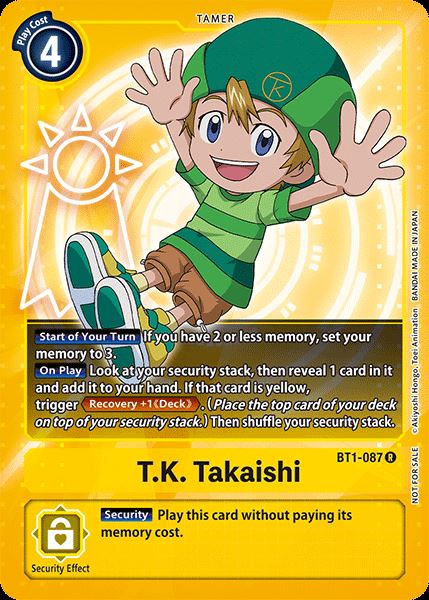 TAMER
Play Cost
4
TK
Start of Your Turn If you have 2 or less memory, set your
memory to 3.
On Play Look at your security stack, then reveal 1 card in it
and add it to your hand. If that card is yellow,
trigger Recovery +1《Deck》. (Place the top card of your deck
on top of your security stack.) Then shuffle your security stack.
BT1-087 R
T.K. Takaishi
Security Play this card without paying its
memory cost.
Security Effect
©Akiyoshi Hongo, Toei Animation BANDAI MADE IN JAPAN
NOT FOR SALE